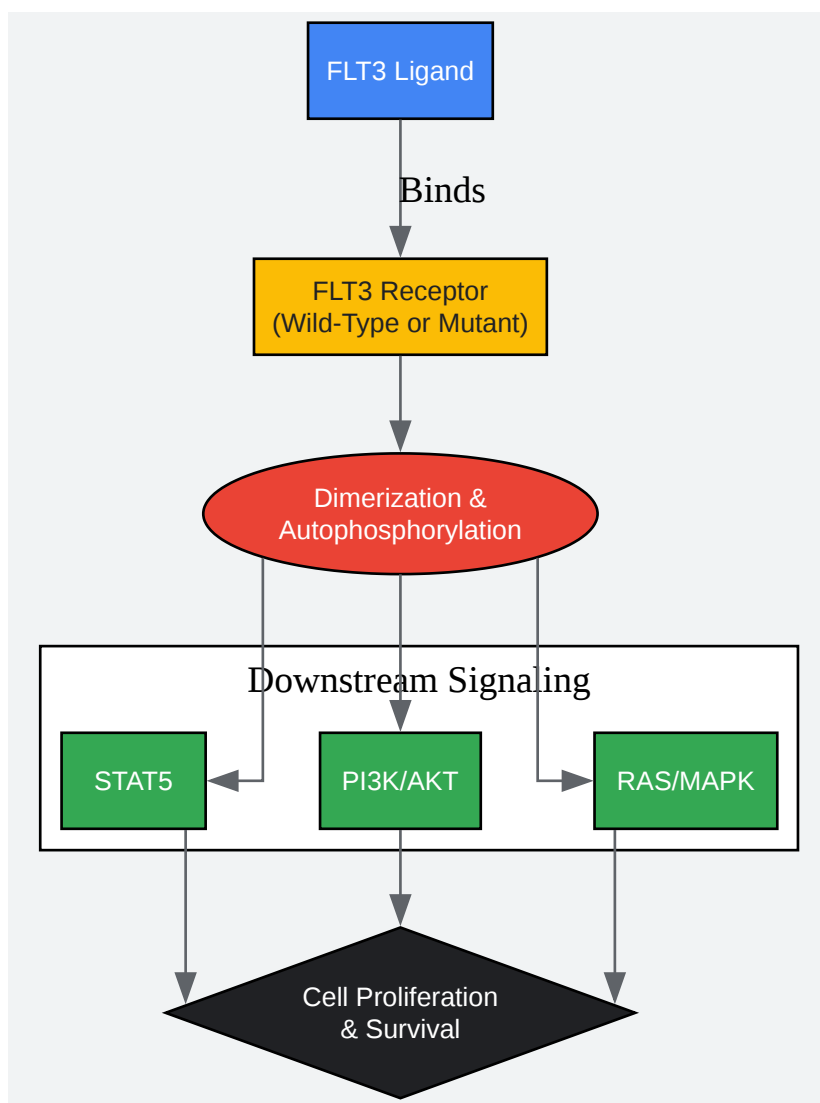 FLT3 Ligand
Binds
FLT3 Receptor
(Wild-Type or Mutant)
Dimerization &
Autophosphorylation
Downstream Signaling
STAT5
PI3K/AKT
RAS/MAPK
Cell Proliferation
& Survival